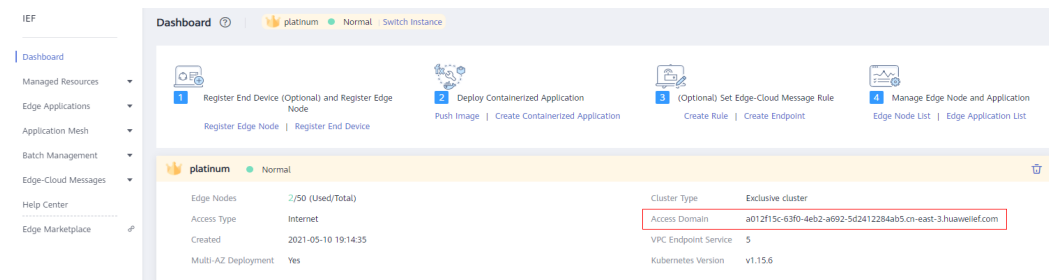 IEF
Dashboard
Managed Resources
Edge Applications
Application Mesh
Batch Management
Edge-Cloud Messages
Help Center
Edge Marketplace
Dashboard ? platinum Normal Switch Instance
1 Register End Device (Optional) and Register Edge
Node
Register Edge Node | Register End Device
2 Deploy Containerized Application
Push Image | Create Containerized Application
3 (Optional) Set Edge-Cloud Message Rule
Create Rule | Create Endpoint
4 Manage Edge Node and Application
Edge Node List | Edge Application List
platinum Normal
Edge Nodes 2/50 (Used/Total)
Access Type Internet
Created 2021-05-10 19:14:35
Multi-AZ Deployment Yes
Cluster Type Exclusive cluster
Access Domain a012f15c-63f0-4eb2-a692-5d2412284ab5.cn-east-3.huaweiief.com
VPC Endpoint Service 5
Kubernetes Version v1.15.6